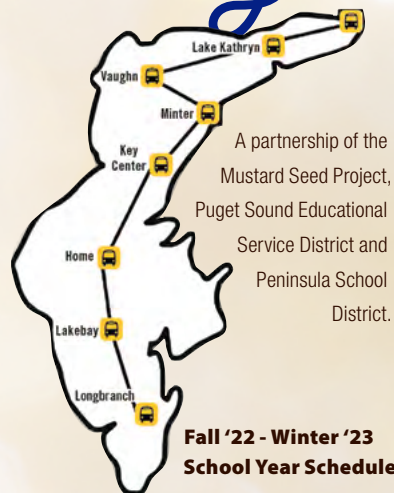 Lake Kathryn
Vaughn
Minter
Key
Center
A partnership of the
Mustard Seed Project,
Puget Sound Educational
Service District and
Peninsula School
District.
Home
Lakebay
Longbranch
Fall ‘22 - Winter ‘23
School Year Schedule